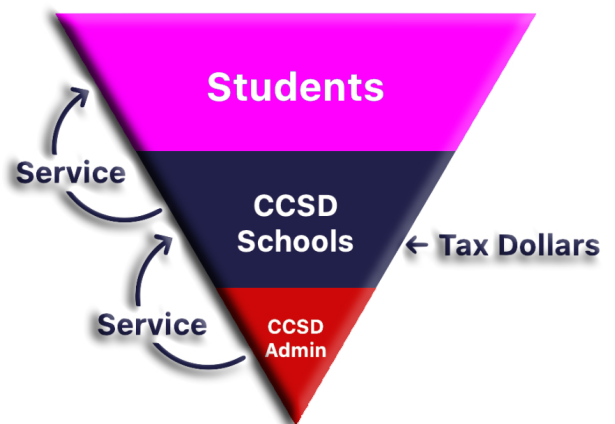 Students
Service
CCSD
Schools
← Tax Dollars
Service
CCSD
Admin